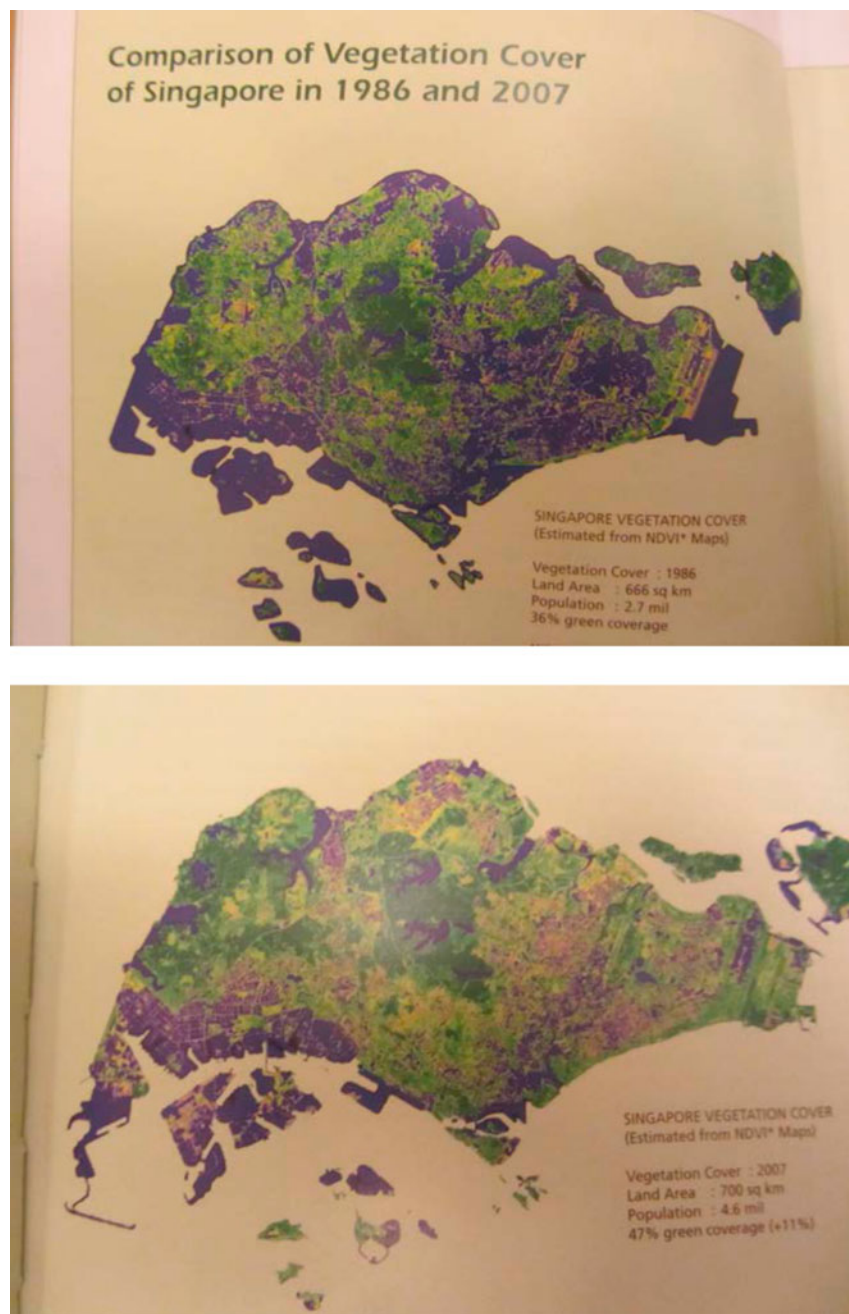 Comparison of Vegetation Cover
of Singapore in 1986 and 2007
SINGAPORE VEGETATION COVER
(Estimated from NDVI* Maps)
Vegetation Cover : 1986
Land Area : 666 sq km
Population : 2.7 mil
36% green coverage
SINGAPORE VEGETATION COVER
(Estimated from NDVI* Maps)
Vegetation Cover : 2007
Land Area : 700 sq km
Population : 4.6 mil
47% green coverage (+11%)